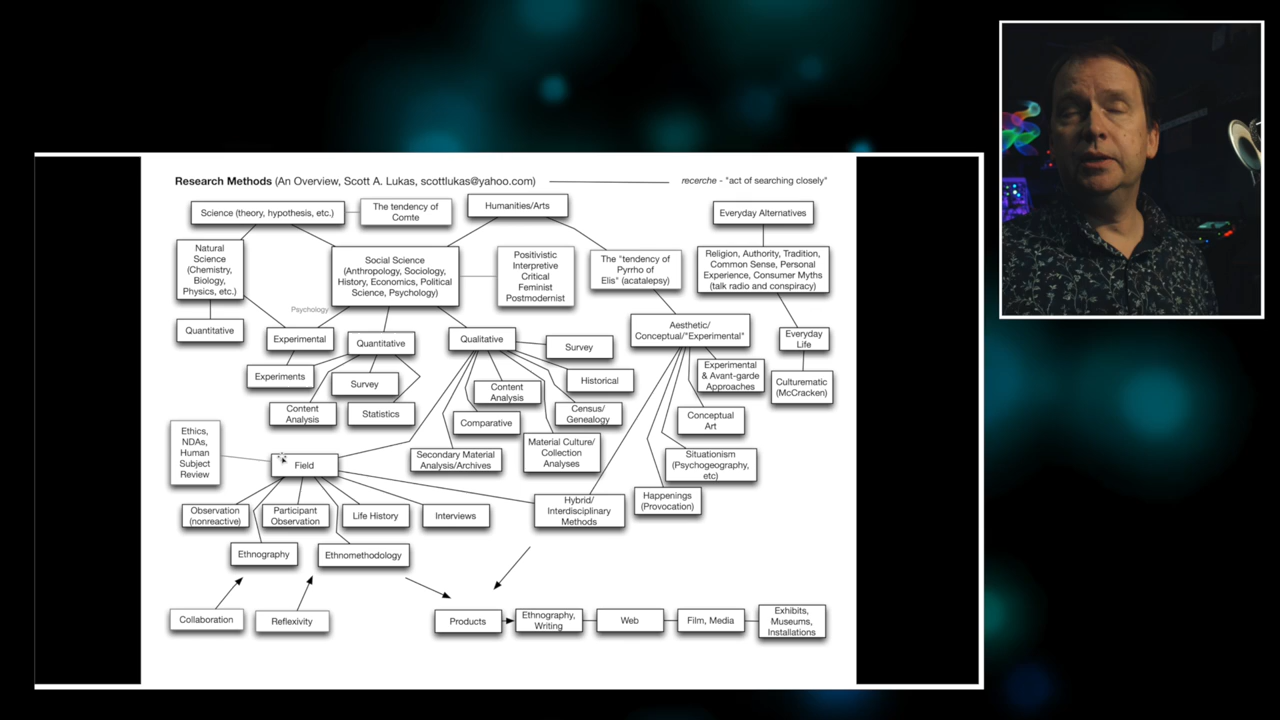 Research Methods (An Overview, Scott A. Lukas, scottlukas@yahoo.com)
recerche - "act of searching closely"
Science (theory, hypothesis, etc.)
The tendency of
Comte
Humanities/Arts
Everyday Alternatives
Natural
Science
(Chemistry,
Biology,
Physics, etc.)
Social Science
(Anthropology, Sociology,
History, Economics, Political
Science, Psychology)
Positivistic
Interpretive
Critical
Feminist
Postmodernist
The "tendency of
Pyrrho of
Elis" (acatalepsy)
Religion, Authority, Tradition,
Common Sense, Personal
Experience, Consumer Myths
(talk radio and conspiracy)
Psychology
Quantitative
Experimental
Quantitative
Qualitative
Survey
Aesthetic/
Conceptual/"Experimental"
Everyday
Life
Experiments
Survey
Content
Analysis
Historical
Experimental
& Avant-garde
Approaches
Culturematic
(McCracken)
Content
Analysis
Statistics
Comparative
Census/
Genealogy
Conceptual
Art
Ethics,
NDAs,
Human
Subject
Review
Field
Secondary Material
Analysis/Archives
Material Culture/
Collection
Analyses
Situationism
(Psychogeography,
etc)
Observation
(nonreactive)
Participant
Observation
Life History
Interviews
Hybrid/
Interdisciplinary
Methods
Happenings
(Provocation)
Ethnography
Ethnomethodology
Collaboration
Reflexivity
Products
Ethnography,
Writing
Web
Film, Media
Exhibits,
Museums,
Installations